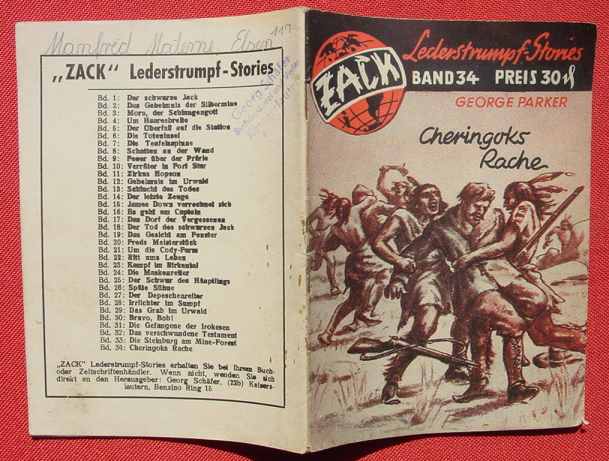 Manfred Materne Essen
119
"ZACK" Lederstrumpf-Stories
Bd. 1: Der schwarze Jack
Bd. 2: Das Geheimnis der Silbermine
Bd. 3: Mora, der Schlangengott
Bd. 4: Um Haaresbreite
Bd. 5: Der Überfall auf die Station
Bd. 6: Die Toteninsel
Bd. 7: Die Teufelsspinne
Bd. 8: Schatten an der Wand
Bd. 9: Feuer über der Prärie
Bd. 10: Verräter in Fort Star
Bd. 11: Zirkus Hopson
Bd. 12: Geheimnis im Urwald
Bd. 13: Schlucht des Todes
Bd. 14: Der letzte Zeuge
Bd. 15: James Down verrechnet sich
Bd. 16: Es geht um Captain
Bd. 17: Das Dorf der Vergessenen
Bd. 18: Der Tod des schwarzen Jack
Bd. 19: Das Gesicht am Fenster
Bd. 20: Freds Meisterstück
Bd. 21: Um die Cody-Farm
Bd. 22: Ritt ums Leben
Bd. 23: Kampf im Birkental
Bd. 24: Die Maskenreiter
Bd. 25: Der Schwur des Häuptlings
Bd. 26: Späte Sühne
Bd. 27: Der Depeschenreiter
Bd. 28: Irrlichter im Sumpf
Bd. 29: Das Grab im Urwald
Bd. 30: Bravo, Bob!
Bd. 31: Die Gefangene der Irokesen
Bd. 32: Das verschwundene Testament
Bd. 33: Die Steinburg am Mine-Forest
Bd. 34: Cheringoks Rache
"ZACK" Lederstrumpf-Stories erhalten Sie bei Ihrem Buch-
oder Zeitschriftenhändler. Wenn nicht, wenden Sie sich
direkt an den Herausgeber: Georg Schäfer, (22b) Kaisers-
lautern, Benzino Ring 15
ZACK
Lederstrumpf-Stories
BAND 34 PREIS 30
GEORGE PARKER
Cheringoks
Rache